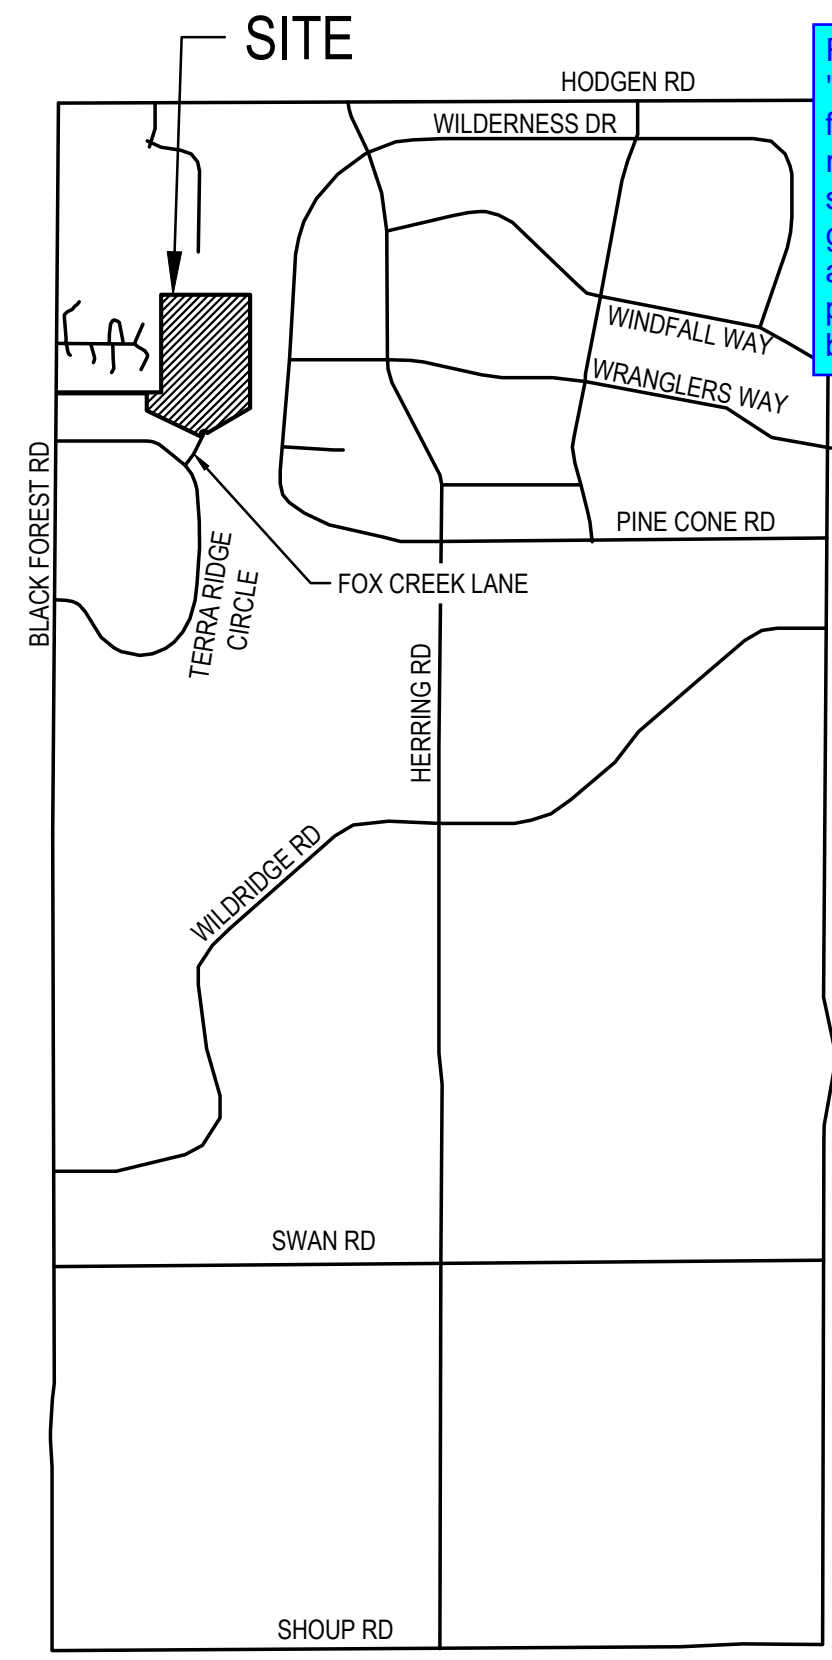 SITE
HODGEN RD
WILDERNESS DR
WINDFALL WAY
WRANGLERS WAY
BLACK FOREST RD
PINE CONE RD
TERRA RIDGE
CIRCLE
FOX CREEK LANE
HERRING RD
WILDRIDGE RD
SWAN RD
SHOUP RD